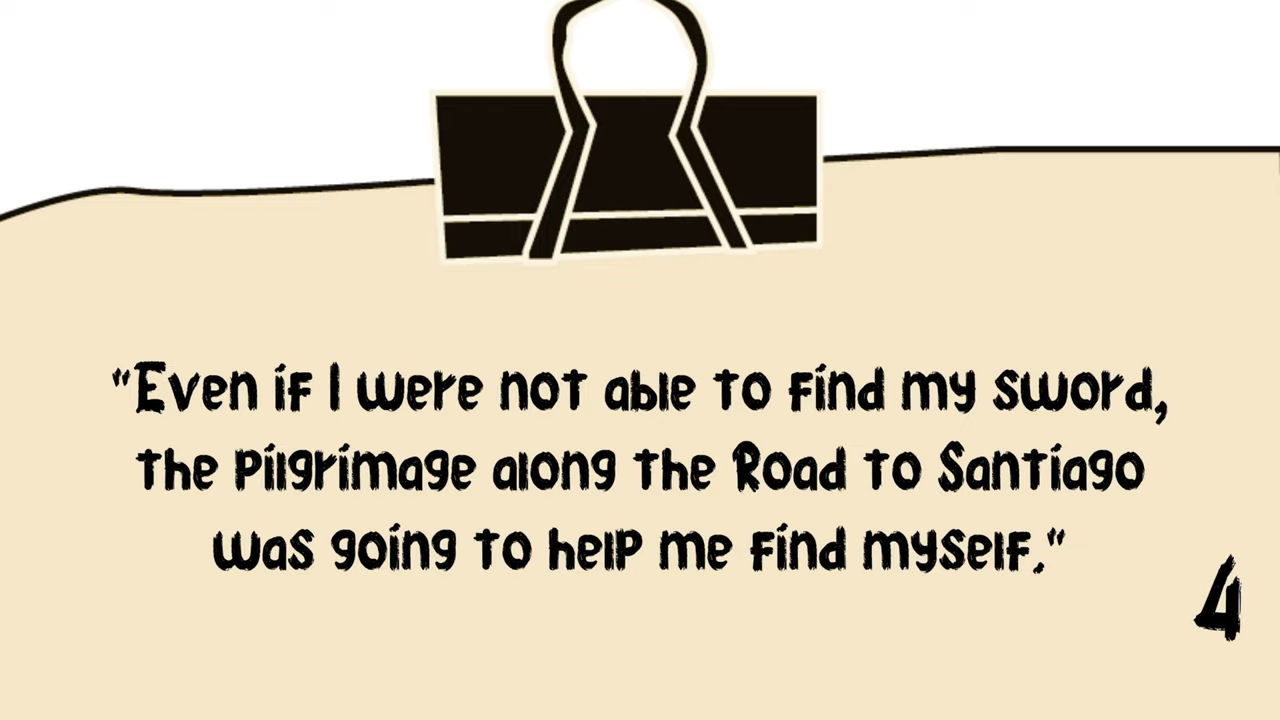 "Even if I were not able to find my sword,
the pilgrimage along the Road to Santiago
was going to help me find myself."
4